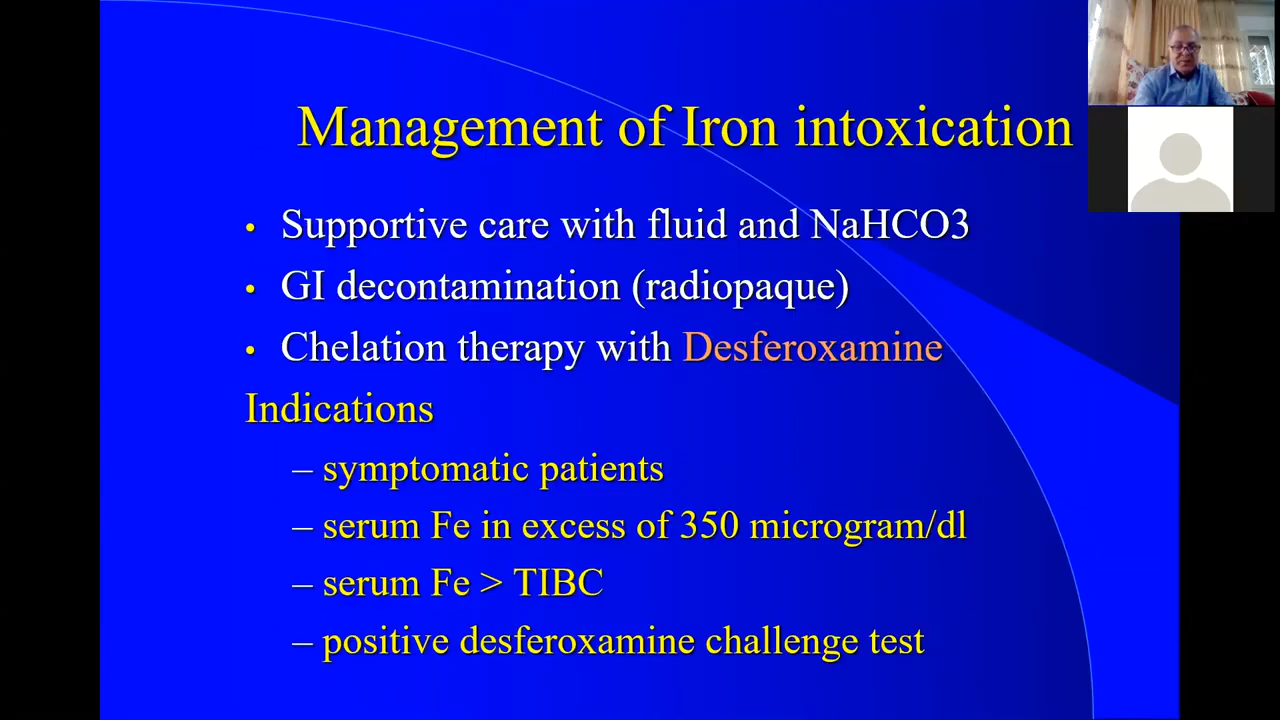 Management of Iron intoxication
• Supportive care with fluid and NaHCO3
• GI decontamination (radiopaque)
• Chelation therapy with Desferoxamine
Indications
– symptomatic patients
– serum Fe in excess of 350 microgram/dl
– serum Fe > TIBC
– positive desferoxamine challenge test